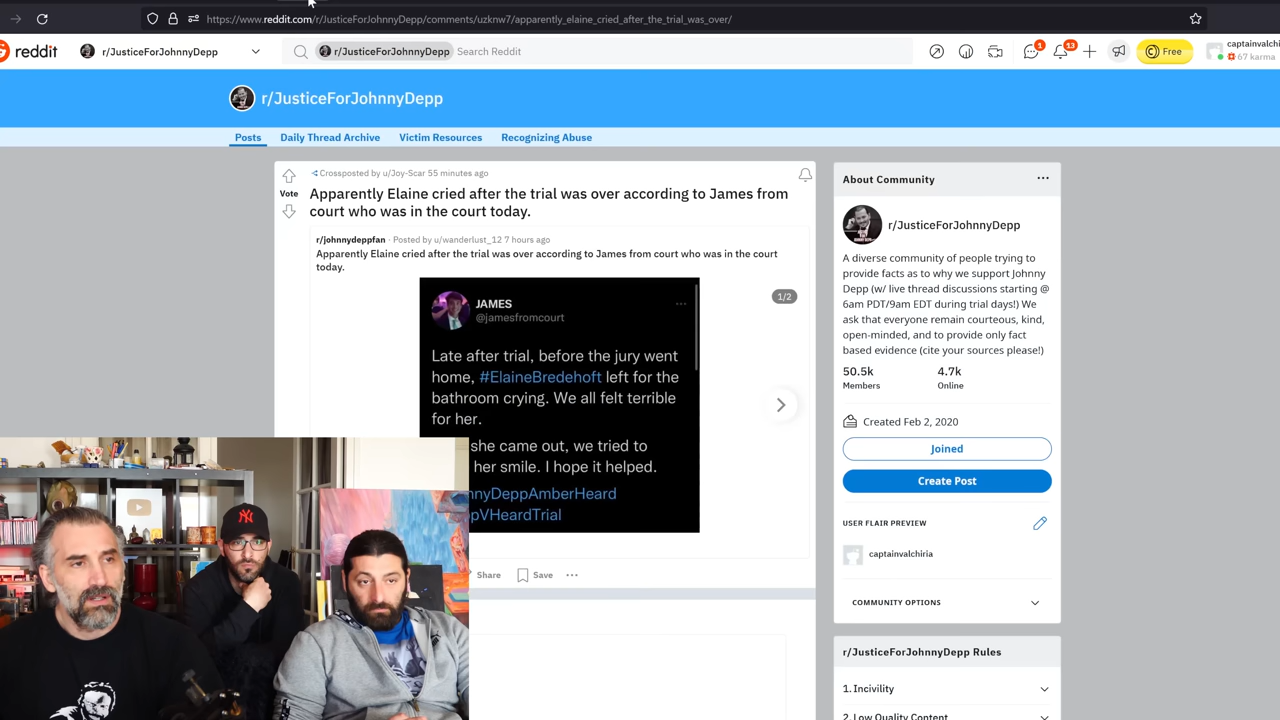 https://www.reddit.com/r/JusticeForJohnnyDepp/comments/uzknw7/apparently_elaine_cried_after_the_trial_was_over/
reddit r/JusticeForJohnnyDepp r/JusticeForJohnnyDepp Search Reddit 1 13 Free captainvalchi
67 karma
r/JusticeForJohnnyDepp
Posts Daily Thread Archive Victim Resources Recognizing Abuse
Crossposted by u/Joy-Scar 55 minutes ago
Vote
Apparently Elaine cried after the trial was over according to James from
court who was in the court today.
r/johnnydeppfan · Posted by u/wanderlust_12 7 hours ago
Apparently Elaine cried after the trial was over according to James from court who was in the court
today.
1/2
JAMES
@jamesfromcourt
Late after trial, before the jury went
home, #ElaineBredehoft left for the
bathroom crying. We all felt terrible
for her.
she came out, we tried to
her smile. I hope it helped.
nnyDeppAmberHeard
pVHeardTrial
Share Save
About Community
r/JusticeForJohnnyDepp
A diverse community of people trying to
provide facts as to why we support Johnny
Depp (w/ live thread discussions starting @
6am PDT/9am EDT during trial days!) We
ask that everyone remain courteous, kind,
open-minded, and to provide only fact
based evidence (cite your sources please!)
50.5k 4.7k
Members Online
Created Feb 2, 2020
Joined
Create Post
USER FLAIR PREVIEW
captainvalchiria
COMMUNITY OPTIONS
r/JusticeForJohnnyDepp Rules
1. Incivility
2. Low Quality Content